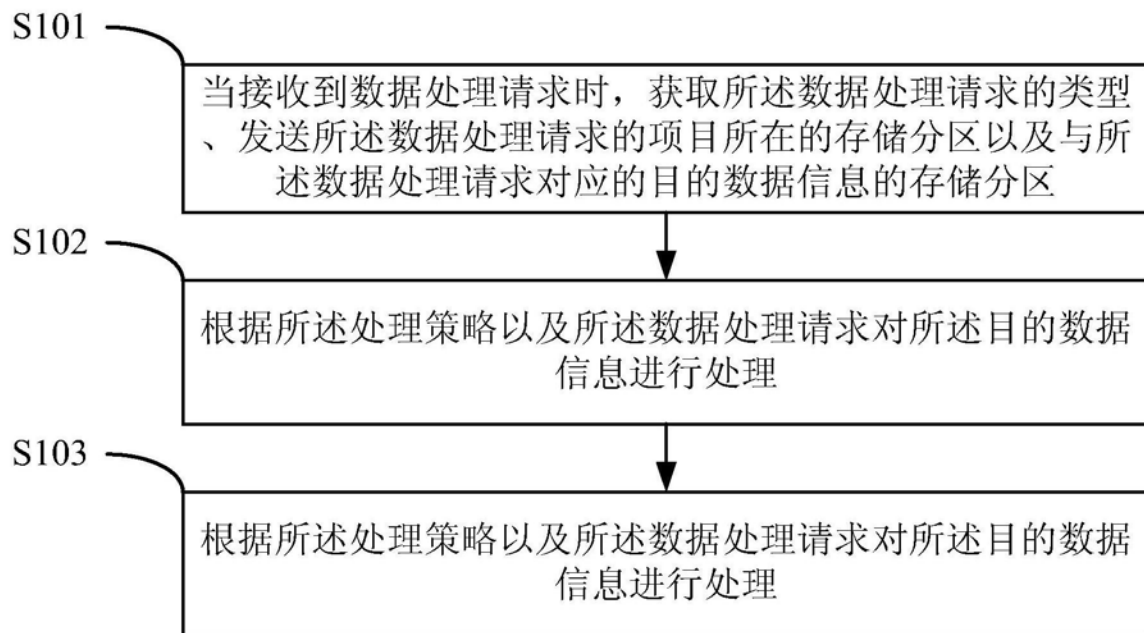 S101
当接收到数据处理请求时，获取所述数据处理请求的类型
、发送所述数据处理请求的项目所在的存储分区以及与所
述数据处理请求对应的目的数据信息的存储分区
S102
根据所述处理策略以及所述数据处理请求对所述目的数据
信息进行处理
S103
根据所述处理策略以及所述数据处理请求对所述目的数据
信息进行处理